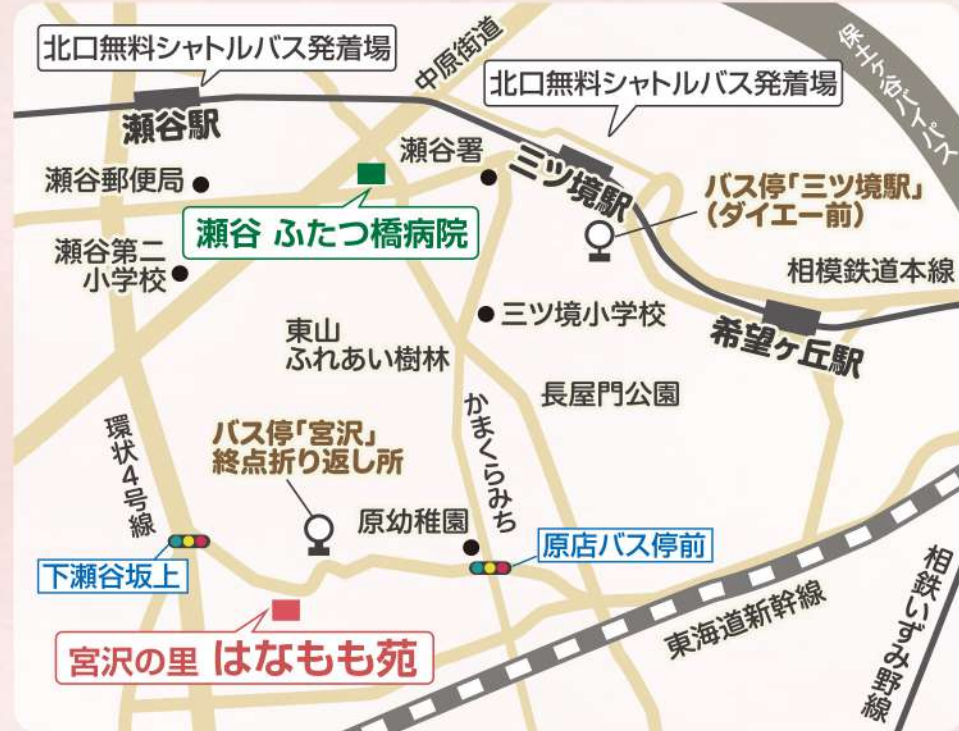 北口無料シャトルバス発着場
中原街道
北口無料シャトルバス発着場
保土ヶ谷バイパス
瀬谷駅
瀬谷署
三ツ境駅
瀬谷郵便局
バス停「三ツ境駅」
(ダイエー前)
瀬谷 ふたつ橋病院
瀬谷第二
小学校
相模鉄道本線
三ツ境小学校
希望ヶ丘駅
東山
ふれあい樹林
長屋門公園
かまくらみち
環状4号線
バス停「宮沢」
終点折り返し所
原幼稚園
原店バス停前
下瀬谷坂上
相鉄いずみ野線
東海道新幹線
宮沢の里 はなもも苑